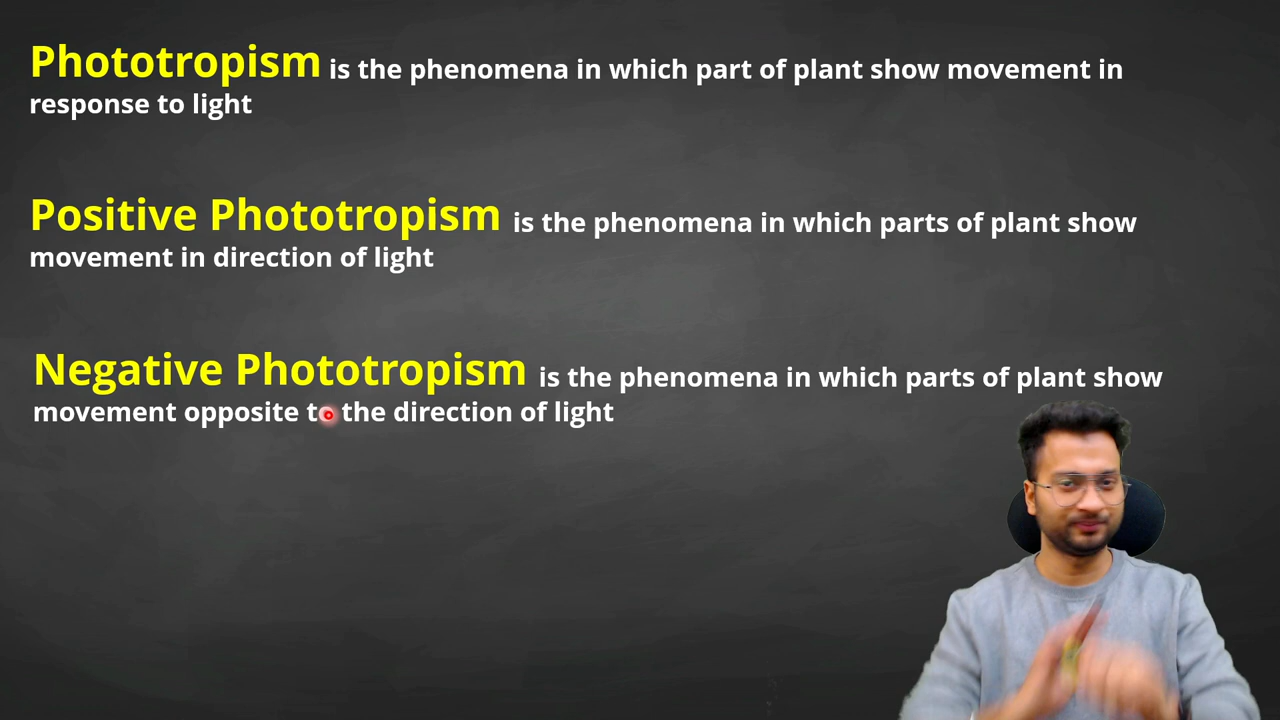 Phototropism is the phenomena in which part of plant show movement in
response to light
Positive Phototropism is the phenomena in which parts of plant show
movement in direction of light
Negative Phototropism is the phenomena in which parts of plant show
movement opposite to the direction of light